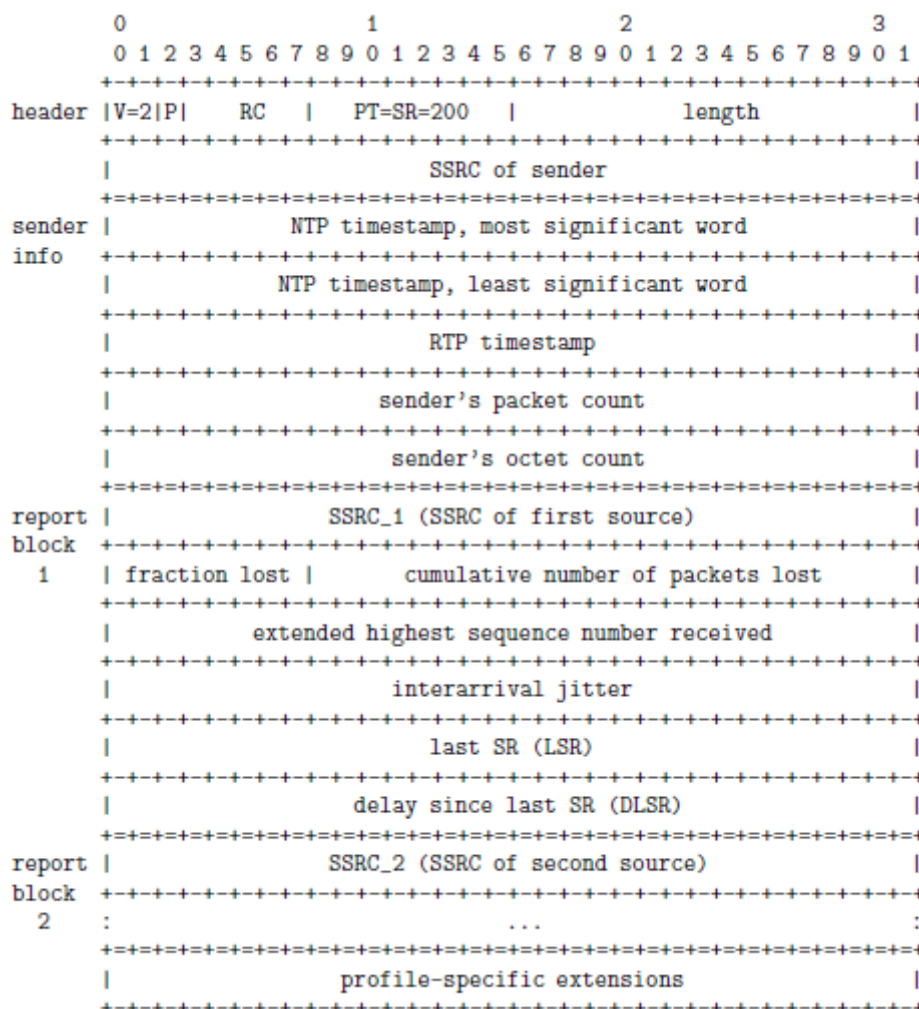 0                   1                   2                   3
0 1 2 3 4 5 6 7 8 9 0 1 2 3 4 5 6 7 8 9 0 1 2 3 4 5 6 7 8 9 0 1
+-+-+-+-+-+-+-+-+-+-+-+-+-+-+-+-+-+-+-+-+-+-+-+-+-+-+-+-+-+-+-+-+
header |V=2|P|    RC   |   PT=SR=200   |             length            |
+-+-+-+-+-+-+-+-+-+-+-+-+-+-+-+-+-+-+-+-+-+-+-+-+-+-+-+-+-+-+-+-+
|                         SSRC of sender                        |
+=+=+=+=+=+=+=+=+=+=+=+=+=+=+=+=+=+=+=+=+=+=+=+=+=+=+=+=+=+=+=+=+
sender |              NTP timestamp, most significant word             |
info   +-+-+-+-+-+-+-+-+-+-+-+-+-+-+-+-+-+-+-+-+-+-+-+-+-+-+-+-+-+-+-+-+
|             NTP timestamp, least significant word             |
+-+-+-+-+-+-+-+-+-+-+-+-+-+-+-+-+-+-+-+-+-+-+-+-+-+-+-+-+-+-+-+-+
|                         RTP timestamp                         |
+-+-+-+-+-+-+-+-+-+-+-+-+-+-+-+-+-+-+-+-+-+-+-+-+-+-+-+-+-+-+-+-+
|                     sender's packet count                     |
+-+-+-+-+-+-+-+-+-+-+-+-+-+-+-+-+-+-+-+-+-+-+-+-+-+-+-+-+-+-+-+-+
|                      sender's octet count                     |
+=+=+=+=+=+=+=+=+=+=+=+=+=+=+=+=+=+=+=+=+=+=+=+=+=+=+=+=+=+=+=+=+
report |                 SSRC_1 (SSRC of first source)                 |
block  +-+-+-+-+-+-+-+-+-+-+-+-+-+-+-+-+-+-+-+-+-+-+-+-+-+-+-+-+-+-+-+-+
1    | fraction lost |       cumulative number of packets lost       |
+-+-+-+-+-+-+-+-+-+-+-+-+-+-+-+-+-+-+-+-+-+-+-+-+-+-+-+-+-+-+-+-+
|           extended highest sequence number received           |
+-+-+-+-+-+-+-+-+-+-+-+-+-+-+-+-+-+-+-+-+-+-+-+-+-+-+-+-+-+-+-+-+
|                      interarrival jitter                      |
+-+-+-+-+-+-+-+-+-+-+-+-+-+-+-+-+-+-+-+-+-+-+-+-+-+-+-+-+-+-+-+-+
|                         last SR (LSR)                         |
+-+-+-+-+-+-+-+-+-+-+-+-+-+-+-+-+-+-+-+-+-+-+-+-+-+-+-+-+-+-+-+-+
|                   delay since last SR (DLSR)                  |
+=+=+=+=+=+=+=+=+=+=+=+=+=+=+=+=+=+=+=+=+=+=+=+=+=+=+=+=+=+=+=+=+
report |                 SSRC_2 (SSRC of second source)                |
block  +-+-+-+-+-+-+-+-+-+-+-+-+-+-+-+-+-+-+-+-+-+-+-+-+-+-+-+-+-+-+-+-+
2    :                               ...                             :
+=+=+=+=+=+=+=+=+=+=+=+=+=+=+=+=+=+=+=+=+=+=+=+=+=+=+=+=+=+=+=+=+
|                  profile-specific extensions                  |
+-+-+-+-+-+-+-+-+-+-+-+-+-+-+-+-+-+-+-+-+-+-+-+-+-+-+-+-+-+-+-+-+